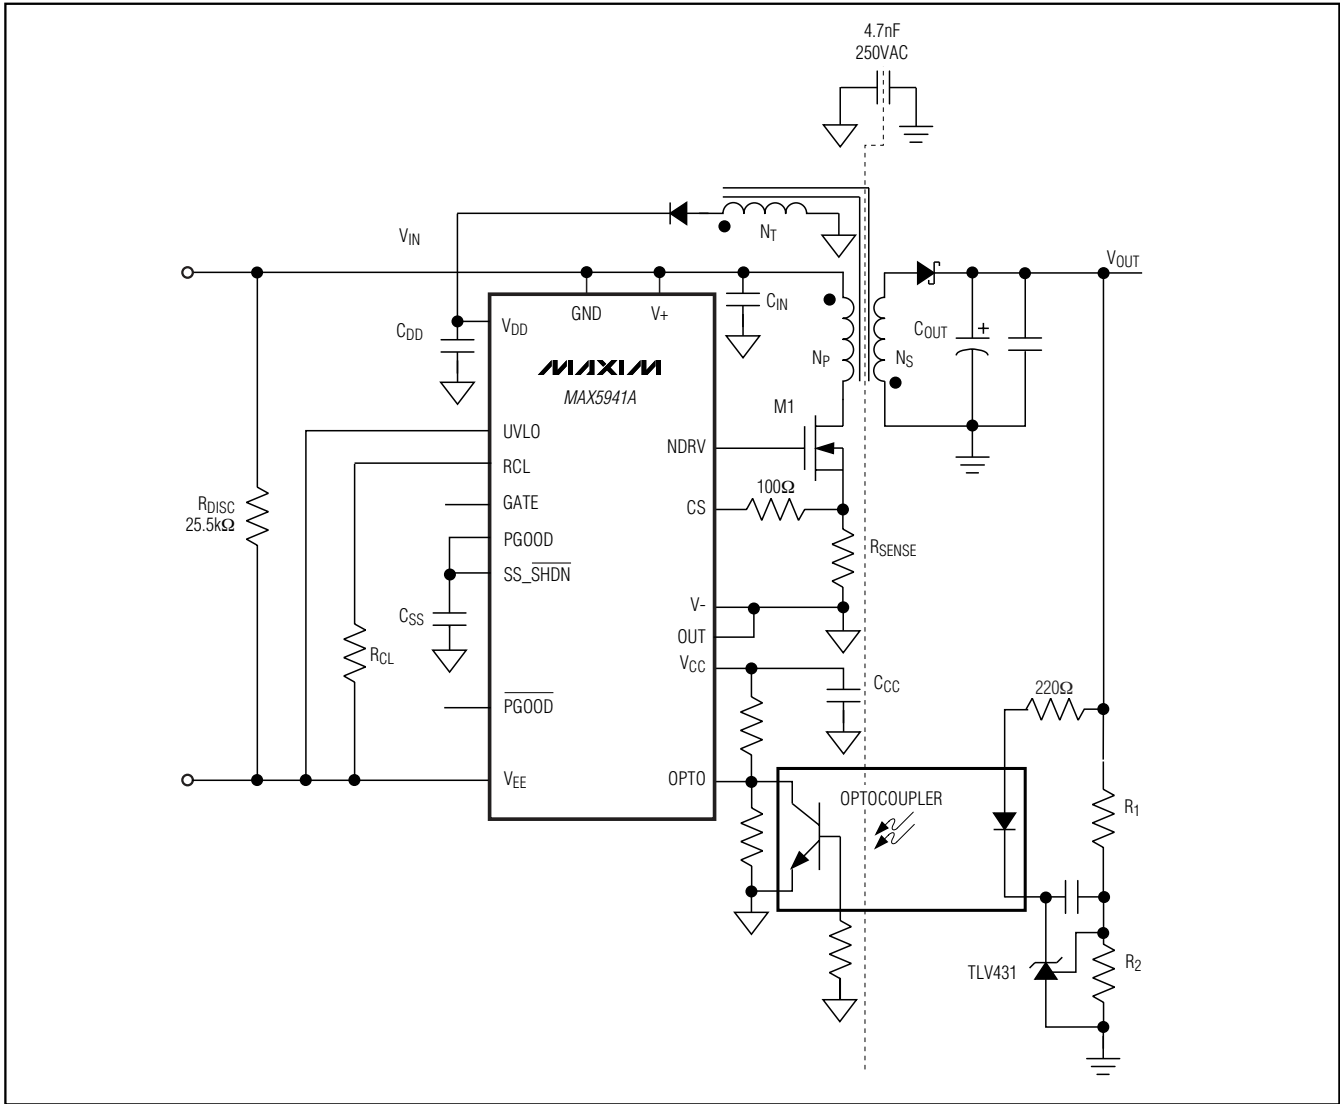 4.7nF
250VAC
NT
VIN
VOUT
GND
V+
CIN
CDD
VDD
COUT
+
MAXIM
MAX5941A
NP
NS
M1
UVLO
NDRV
RCL
100Ω
RDISC
25.5kΩ
GATE
CS
PGOOD
RSENSE
SS_SHDN
V-
CSS
OUT
RCL
VCC
CCC
220Ω
PGOOD
VEE
OPTO
OPTOCOUPLER
R1
TLV431
R2